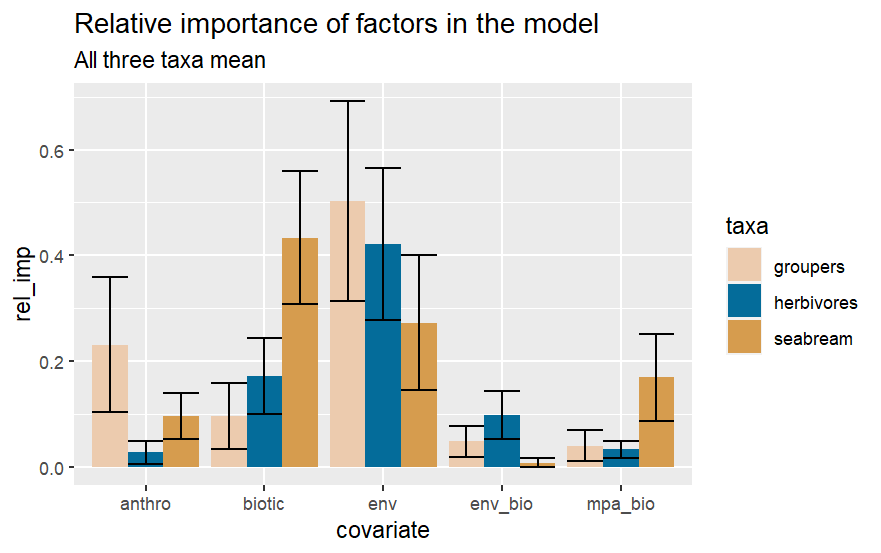 Relative importance of factors in the model
All three taxa mean
rel_imp
0.6
0.4
0.2
0.0
anthro
biotic
env
env_bio
mpa_bio
covariate
taxa
groupers
herbivores
seabream